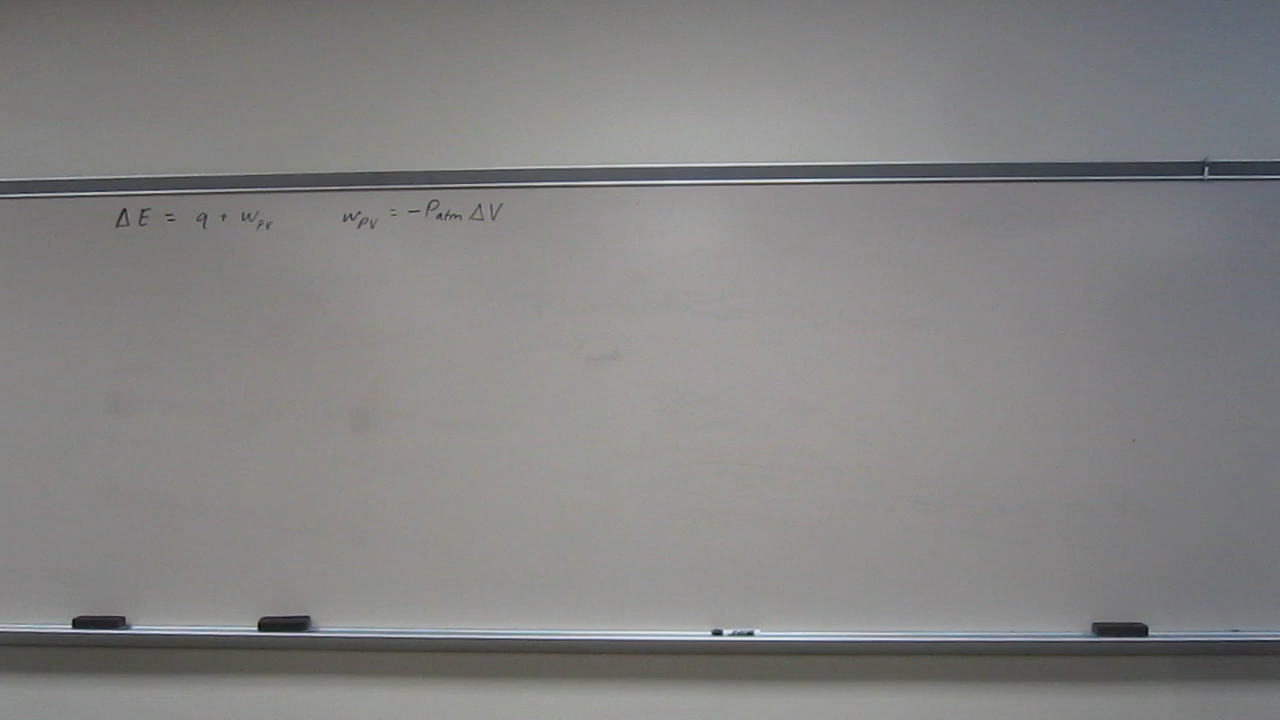 ΔE = q + w_PV    w_PV = -P_atm ΔV